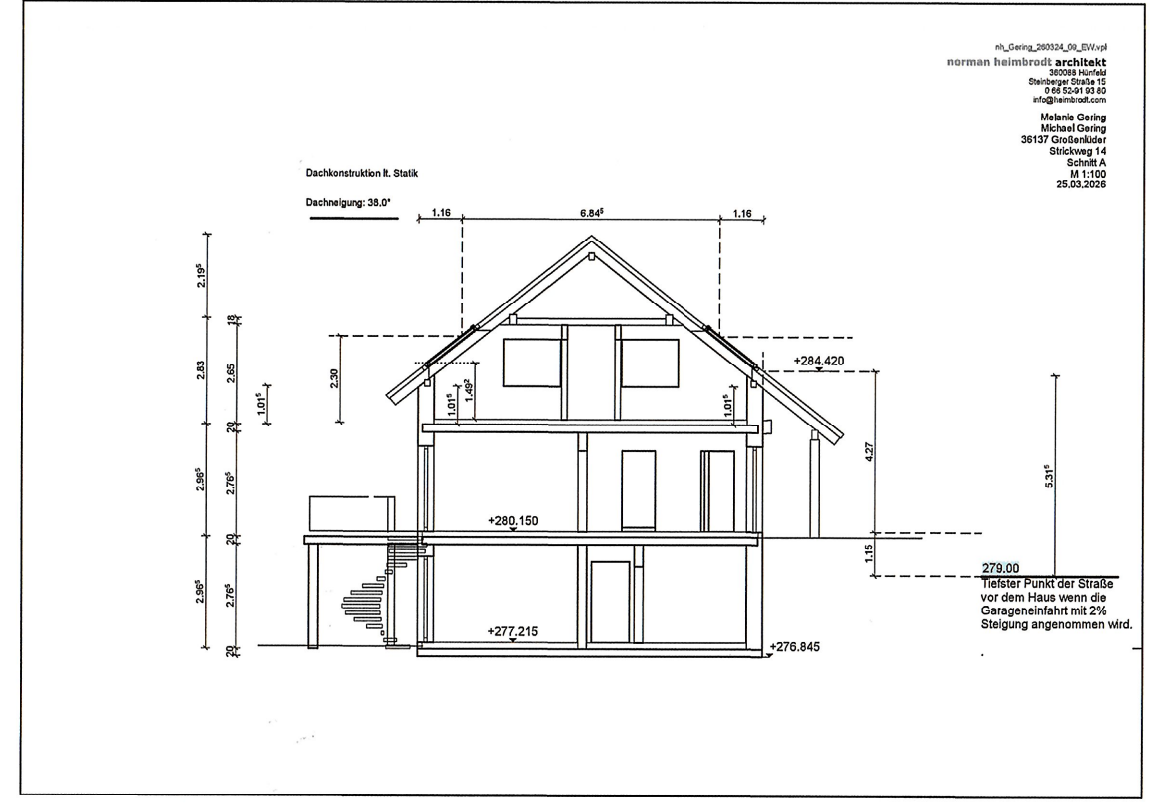 nh_Gering_260324_09_EW.vpl
norman heimbrodt architekt
360088 Hünfeld
Steinberger Straße 15
0 66 52-91 93 80
info@heimbrodt.com
Melanie Gering
Michael Gering
36137 Großenlüder
Strickweg 14
Schnitt A
M 1:100
25.03.2026
Dachkonstruktion lt. Statik
Dachneigung: 38.0°
1.16
6.84⁵
1.16
2.19⁵
18
2.83
2.65
2.30
1.01⁵
1.01⁵
1.49²
1.01⁵
+284.420
20
2.96⁵
2.76⁵
4.27
5.31⁵
+280.150
20
1.15
279.00
Tiefster Punkt der Straße
vor dem Haus wenn die
Garageneinfahrt mit 2%
Steigung angenommen wird.
2.96⁵
2.76⁵
+277.215
20
+276.845